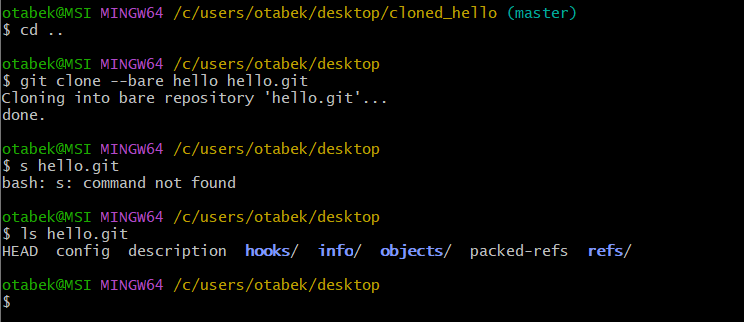 otabek@MSI MINGW64 /c/users/otabek/desktop/cloned_hello (master)
$ cd ..
otabek@MSI MINGW64 /c/users/otabek/desktop
$ git clone --bare hello hello.git
Cloning into bare repository 'hello.git'...
done.
otabek@MSI MINGW64 /c/users/otabek/desktop
$ s hello.git
bash: s: command not found
otabek@MSI MINGW64 /c/users/otabek/desktop
$ ls hello.git
HEAD  config  description  hooks/  info/  objects/  packed-refs  refs/
otabek@MSI MINGW64 /c/users/otabek/desktop
$